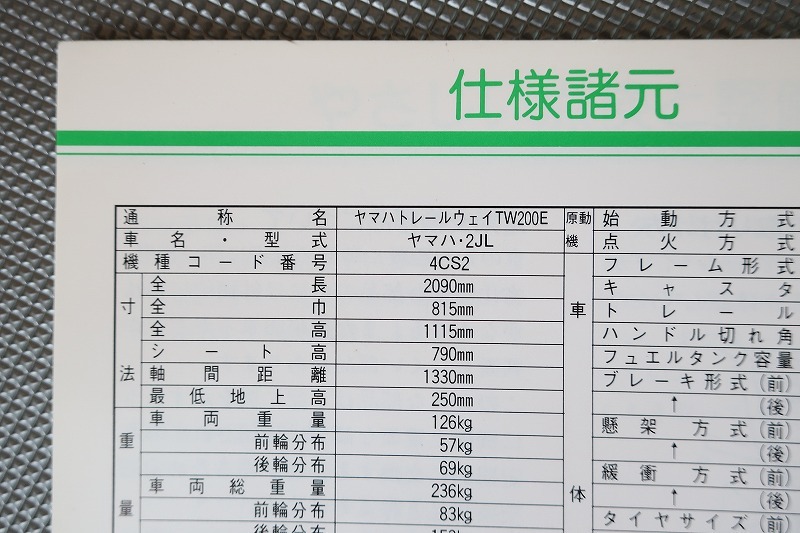 仕様諸元
通称名 ヤマハトレールウェイTW200E 原動機 始動方式
車名・型式 ヤマハ・2JL 点火方式
機種コード番号 4CS2 車体 フレーム形式
寸法 全長 2090mm キャスタ
全巾 815mm トレール
全高 1115mm ハンドル切れ角
シート高 790mm フュエルタンク容量
軸間距離 1330mm ブレーキ形式(前)
最低地上高 250mm ↑(後)
重量 車両重量 126kg 懸架方式(前)
前輪分布 57kg ↑(後)
後輪分布 69kg 緩衝方式(前)
車両総重量 236kg ↑(後)
前輪分布 83kg タイヤサイズ(前)
後輪分布